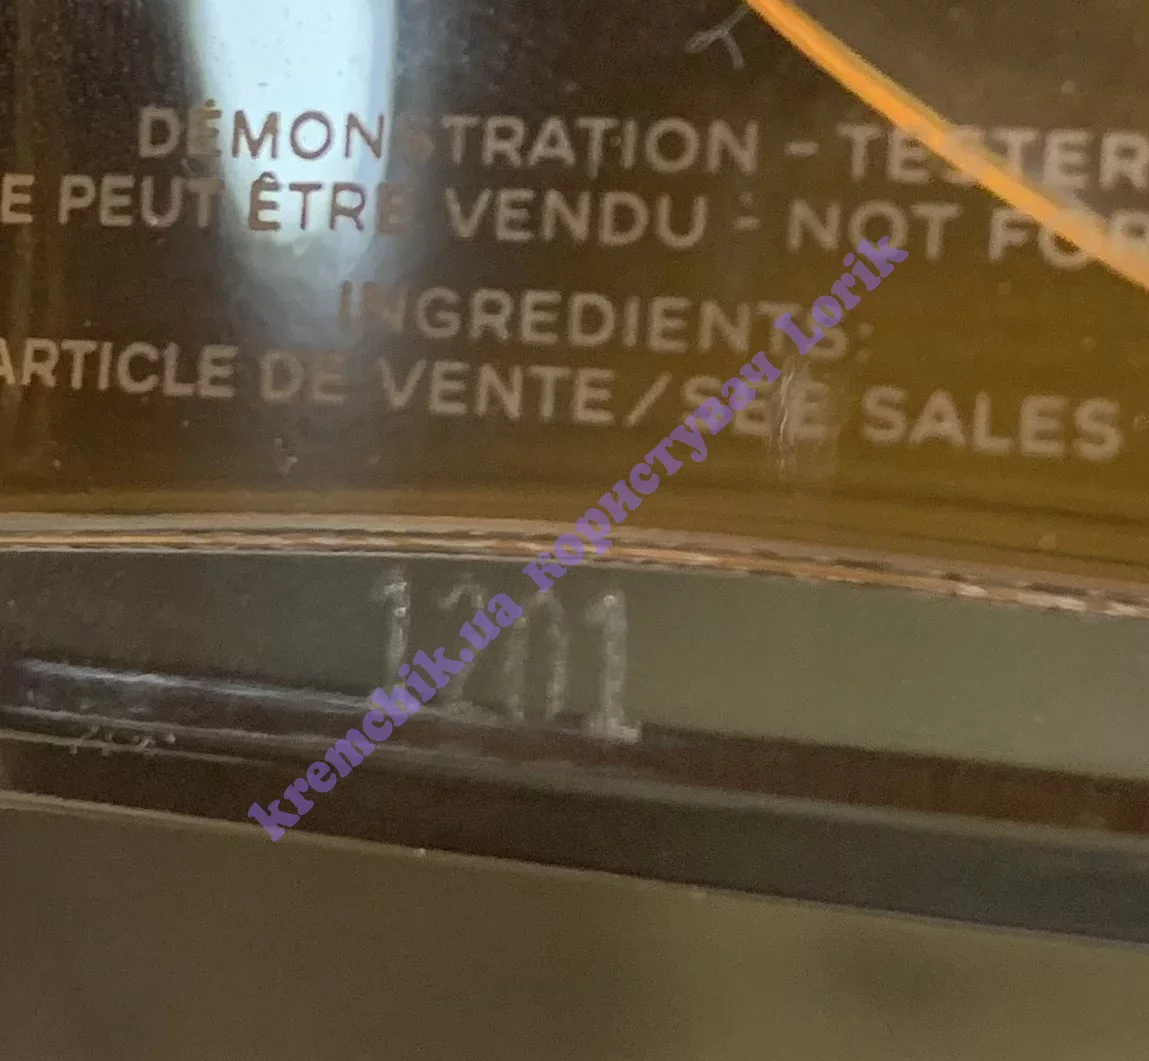 DÉMONSTRATION - TESTER
E PEUT ÊTRE VENDU - NOT FOR
INGREDIENTS:
ARTICLE DE VENTE / SEE SALES
1201
kremchik.ua користувач Lorik